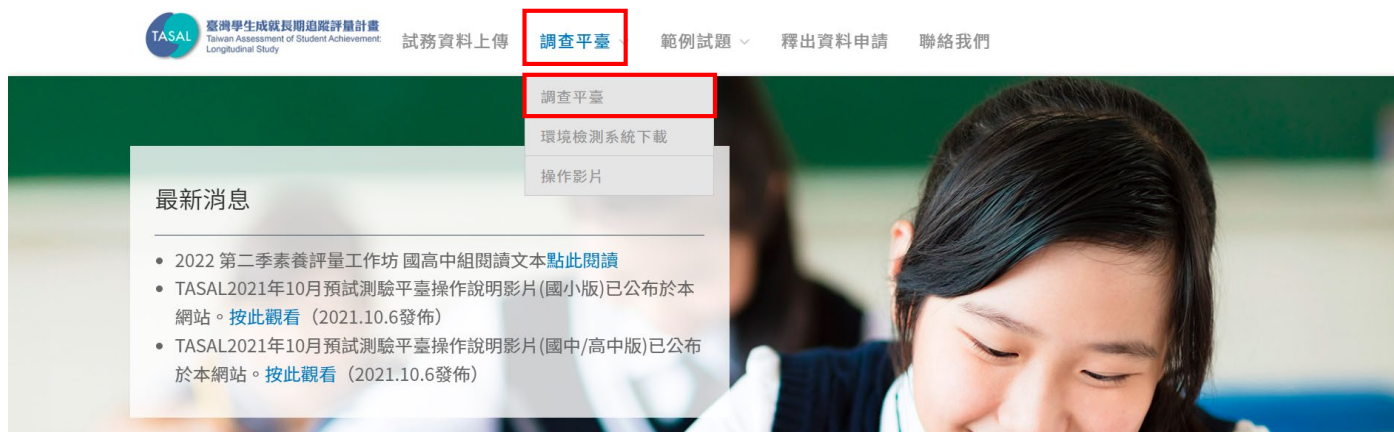 TASAL
臺灣學生成就長期追蹤評量計畫
Taiwan Assessment of Student Achievement:
Longitudinal Study
試務資料上傳
調查平臺
範例試題
釋出資料申請
聯絡我們
調查平臺
環境檢測系統下載
操作影片
最新消息
2022 第二季素養評量工作坊 國高中組閱讀文本點此閱讀
TASAL2021年10月預試測驗平臺操作說明影片(國小版)已公布於本
網站。按此觀看（2021.10.6發佈）
TASAL2021年10月預試測驗平臺操作說明影片(國中/高中版)已公布
於本網站。按此觀看（2021.10.6發佈）